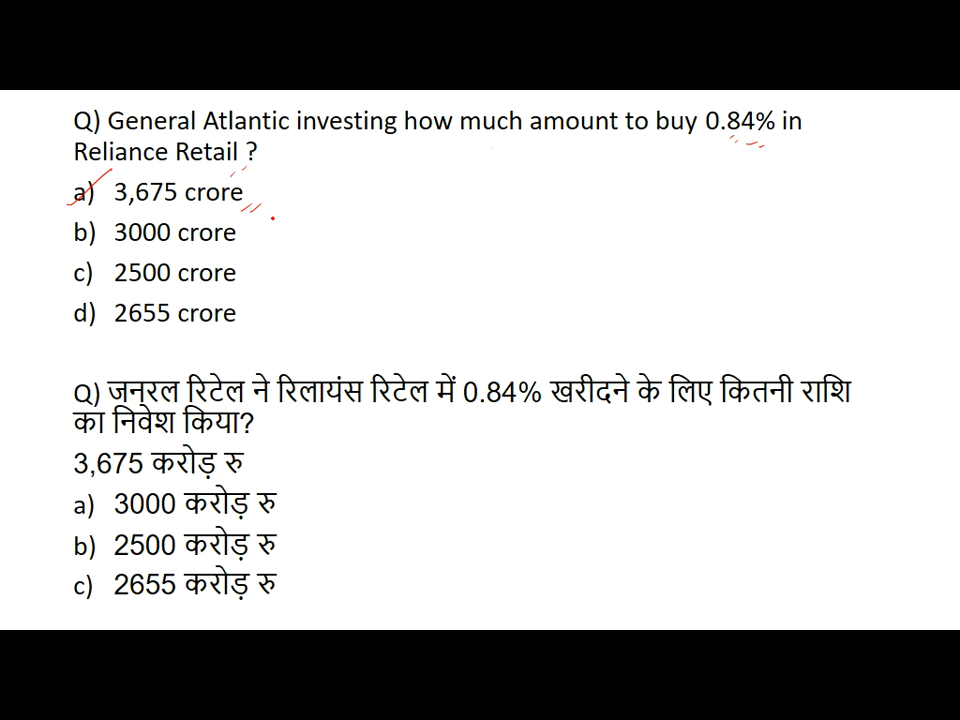 Q) General Atlantic investing how much amount to buy 0.84% in
Reliance Retail ?
a) 3,675 crore
b) 3000 crore
c) 2500 crore
d) 2655 crore
Q) जनरल रिटेल ने रिलायंस रिटेल में 0.84% खरीदने के लिए कितनी राशि
का निवेश किया?
3,675 करोड़ रु
a) 3000 करोड़ रु
b) 2500 करोड़ रु
c) 2655 करोड़ रु